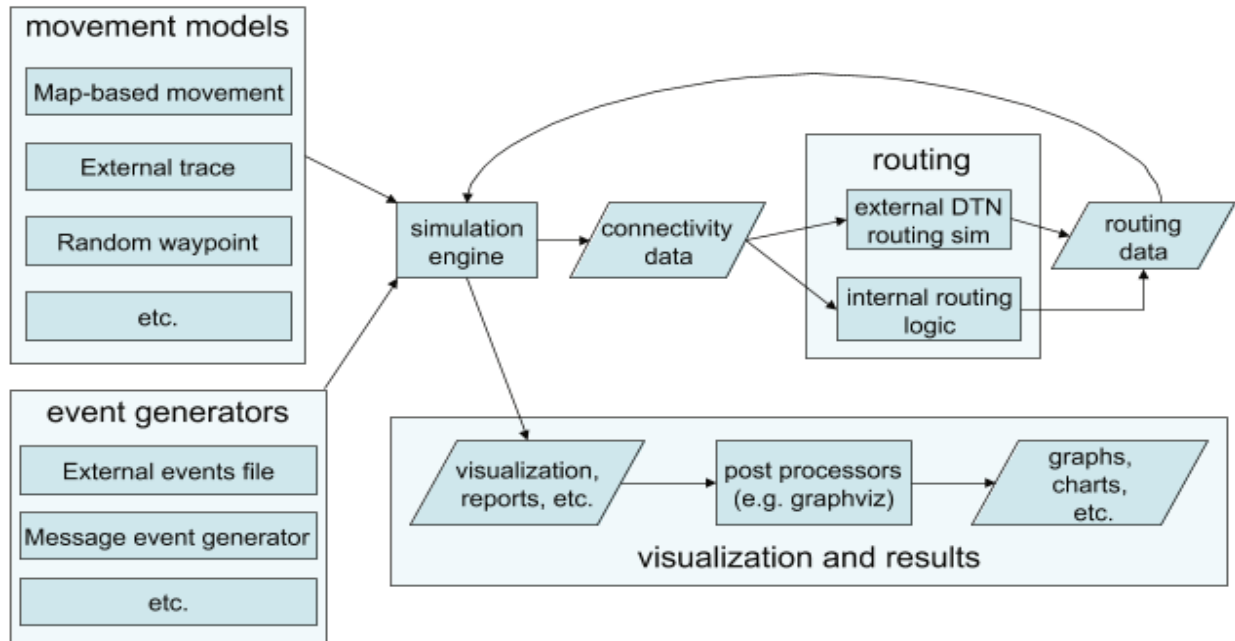 movement models
Map-based movement
External trace
Random waypoint
etc.
event generators
External events file
Message event generator
etc.
simulation
engine
connectivity
data
routing
external DTN
routing sim
internal routing
logic
routing
data
visualization,
reports, etc.
post processors
(e.g. graphviz)
graphs,
charts,
etc.
visualization and results